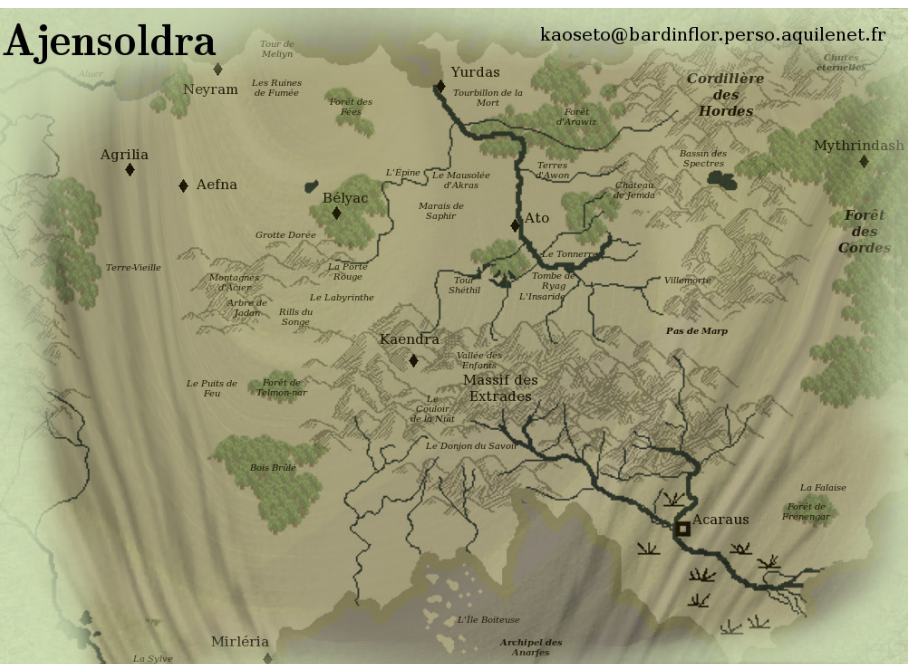 Ajensoldra
kaoseto@bardinflor.perso.aquilenet.fr
Tour de
Meliyn
Chutes
éternelles
Aluer
Neyram
Les Ruines
de Fumée
Yurdas
Cordillère
des
Hordes
Forêt des
Fées
Tourbillon de la
Mort
Forêt
d'Arawiz
Mythrindash
Agrilia
Bassin des
Spectres
L'Épine
Le Mausolée
d'Akras
Terres
d'Awon
Aefna
Bélyac
Château
de Jemda
Marais de
Saphir
Ato
Forêt
des
Cordes
Grotte Dorée
Le Tonnerre
Terre-Vieille
La Porte
Rouge
Montagnes
d'Acier
Tour
Shéthil
Tombe de
Ryag
Villemorte
L'Insaride
Le Labyrinthe
Arbre de
Jadan
Rills du
Songe
Pas de Marp
Kaendra
Vallée des
Enfants
Massif des
Extrades
Le Puits de
Feu
Forêt de
Telmon-nar
Le
Couloir
de la Nuit
Le Donjon du Savoir
Bois Brûle
La Falaise
Forêt de
Frenengar
Acaraus
L'Île Boiteuse
Mirléria
Archipel des
Anarfes
La Sylve